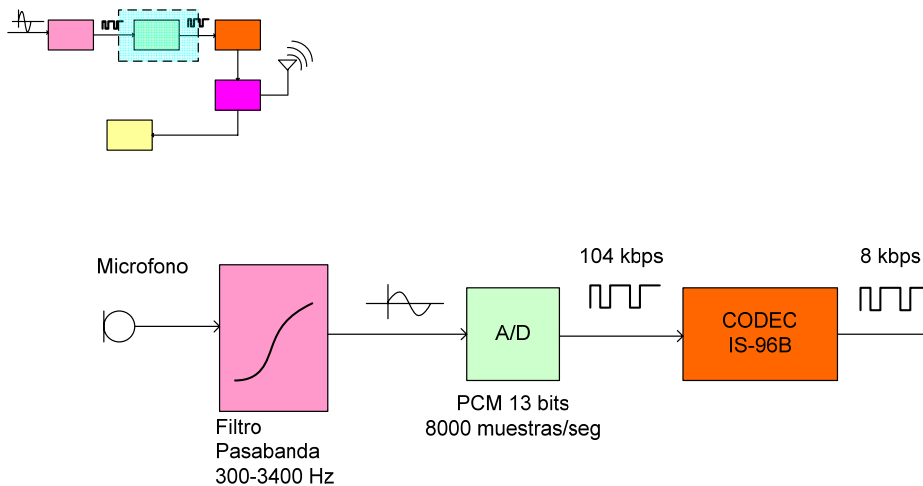 Microfono
104 kbps
8 kbps
A/D
CODEC
IS-96B
PCM 13 bits
8000 muestras/seg
Filtro
Pasabanda
300-3400 Hz